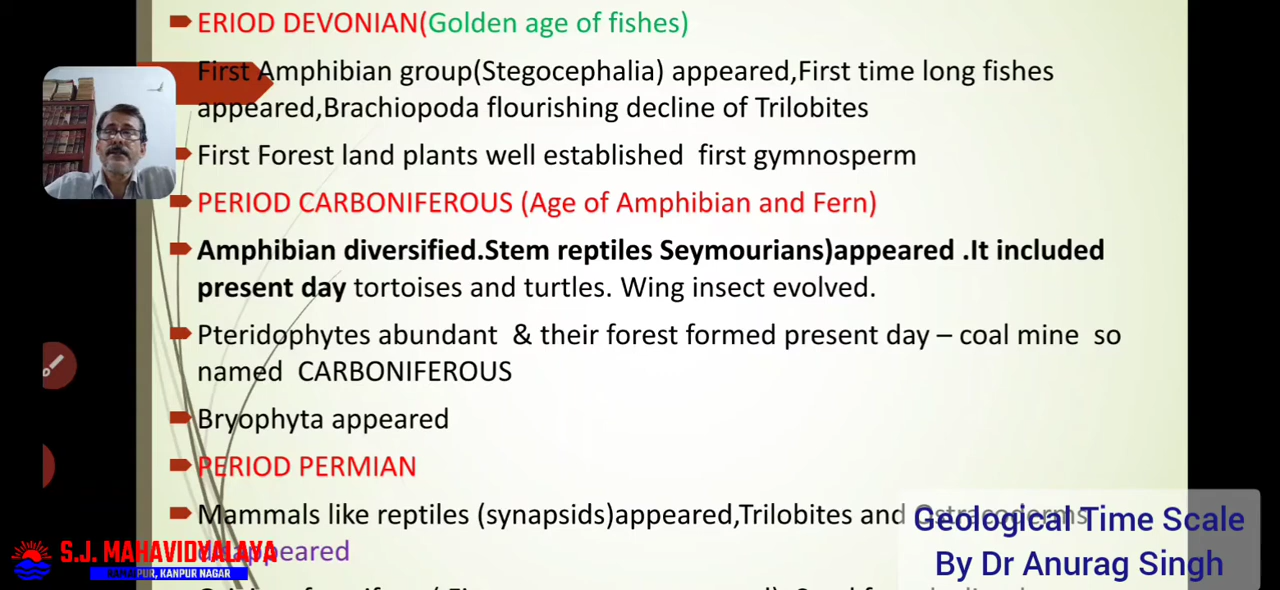 ERIOD DEVONIAN(Golden age of fishes)
First Amphibian group(Stegocephalia) appeared,First time long fishes
appeared,Brachiopoda flourishing decline of Trilobites
First Forest land plants well established first gymnosperm
PERIOD CARBONIFEROUS (Age of Amphibian and Fern)
Amphibian diversified.Stem reptiles Seymourians)appeared .It included
present day tortoises and turtles. Wing insect evolved.
Pteridophytes abundant & their forest formed present day – coal mine so
named CARBONIFEROUS
Bryophyta appeared
PERIOD PERMIAN
Mammals like reptiles (synapsids)appeared,Trilobites and Ostracoderms
disappeared
Geological Time Scale
By Dr Anurag Singh
S.J. MAHAVIDYALAYA
RAMAIPUR, KANPUR NAGAR